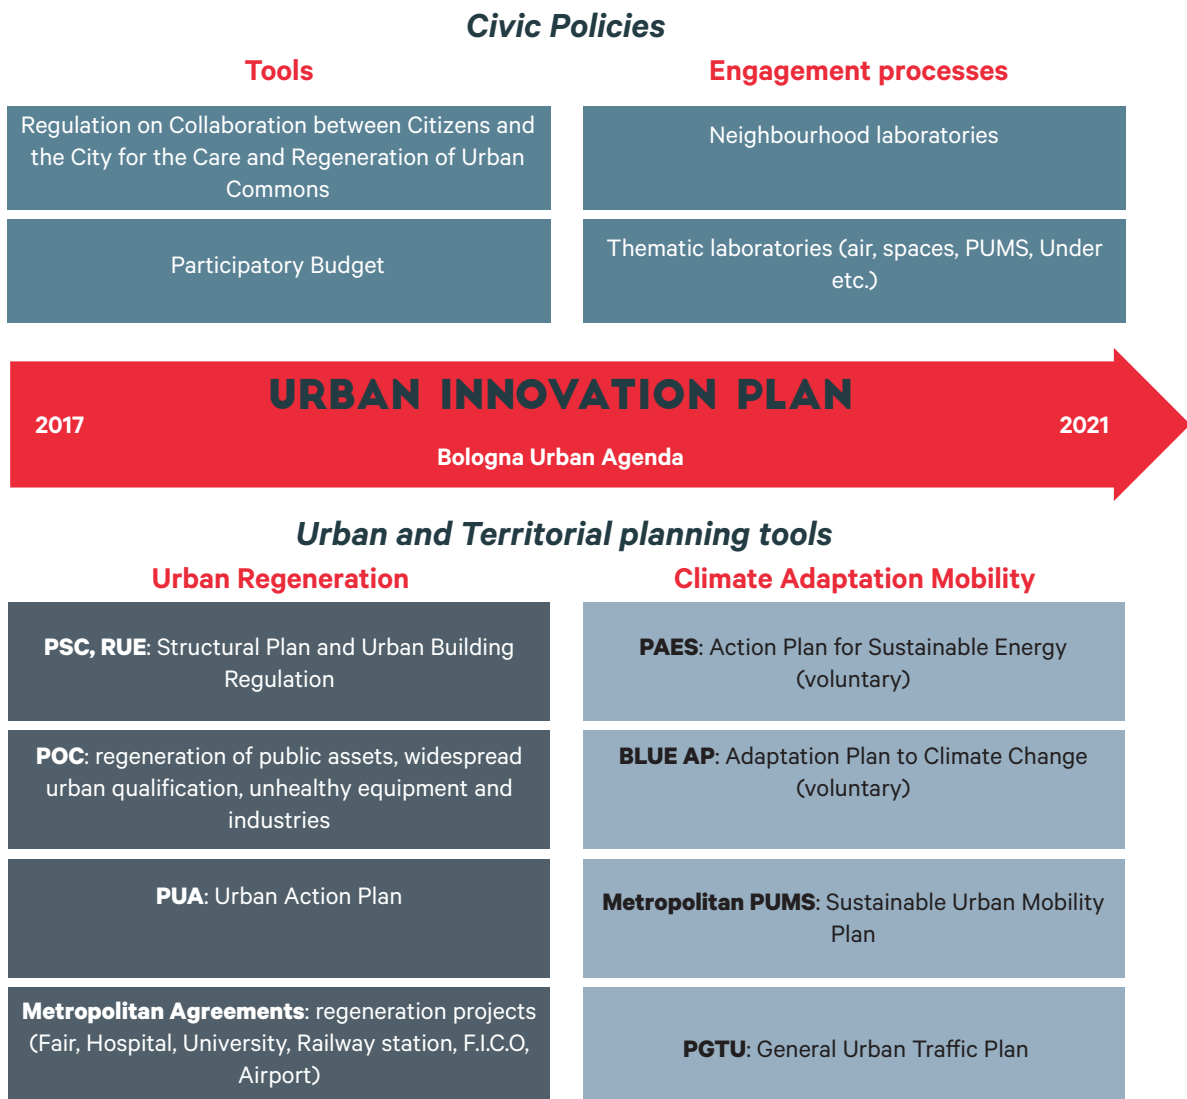 Civic Policies
Tools
Regulation on Collaboration between Citizens and
the City for the Care and Regeneration of Urban
Commons
Participatory Budget
Engagement processes
Neighbourhood laboratories
Thematic laboratories (air, spaces, PUMS, Under
etc.)
URBAN INNOVATION PLAN
2017
2021
Bologna Urban Agenda
Urban and Territorial planning tools
Urban Regeneration
PSC, RUE: Structural Plan and Urban Building
Regulation
POC: regeneration of public assets, widespread
urban qualification, unhealthy equipment and
industries
PUA: Urban Action Plan
Metropolitan Agreements: regeneration projects
(Fair, Hospital, University, Railway station, F.I.C.O,
Airport)
Climate Adaptation Mobility
PAES: Action Plan for Sustainable Energy
(voluntary)
BLUE AP: Adaptation Plan to Climate Change
(voluntary)
Metropolitan PUMS: Sustainable Urban Mobility
Plan
PGTU: General Urban Traffic Plan